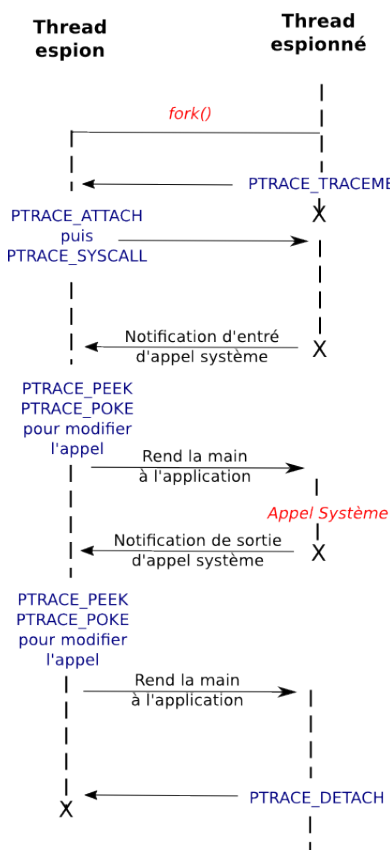 Thread
espion
Thread
espionné
fork()
PTRACE_TRACEME
PTRACE_ATTACH
puis
PTRACE_SYSCALL
Notification d'entré
d'appel système
PTRACE_PEEK
PTRACE_POKE
pour modifier
l'appel
Rend la main
à l'application
Appel Système
Notification de sortie
d'appel système
PTRACE_PEEK
PTRACE_POKE
pour modifier
l'appel
Rend la main
à l'application
PTRACE_DETACH